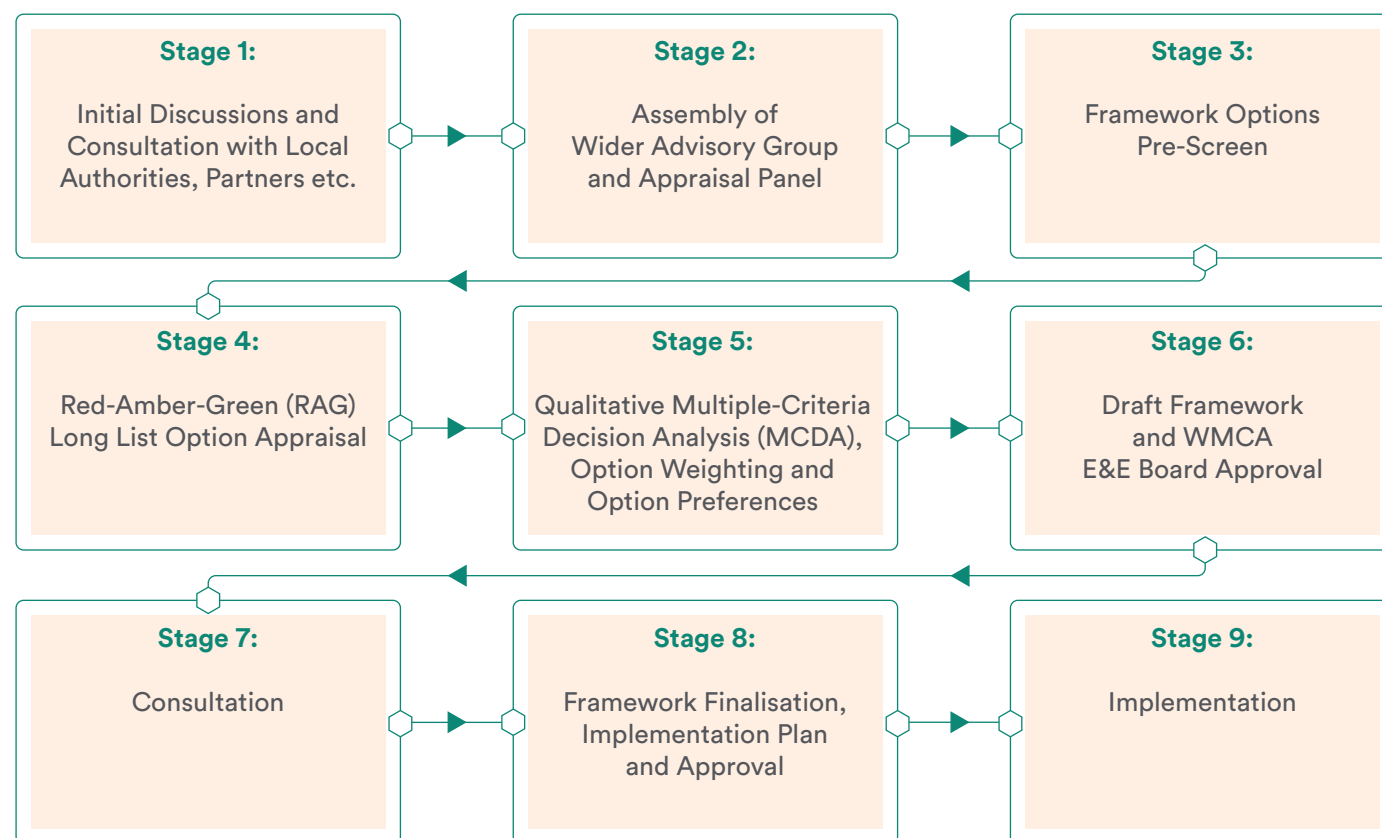 Stage 1:
Initial Discussions and
Consultation with Local
Authorities, Partners etc.
Stage 2:
Assembly of
Wider Advisory Group
and Appraisal Panel
Stage 3:
Framework Options
Pre-Screen
Stage 4:
Red-Amber-Green (RAG)
Long List Option Appraisal
Stage 5:
Qualitative Multiple-Criteria
Decision Analysis (MCDA),
Option Weighting and
Option Preferences
Stage 6:
Draft Framework
and WMCA
E&E Board Approval
Stage 7:
Consultation
Stage 8:
Framework Finalisation,
Implementation Plan
and Approval
Stage 9:
Implementation